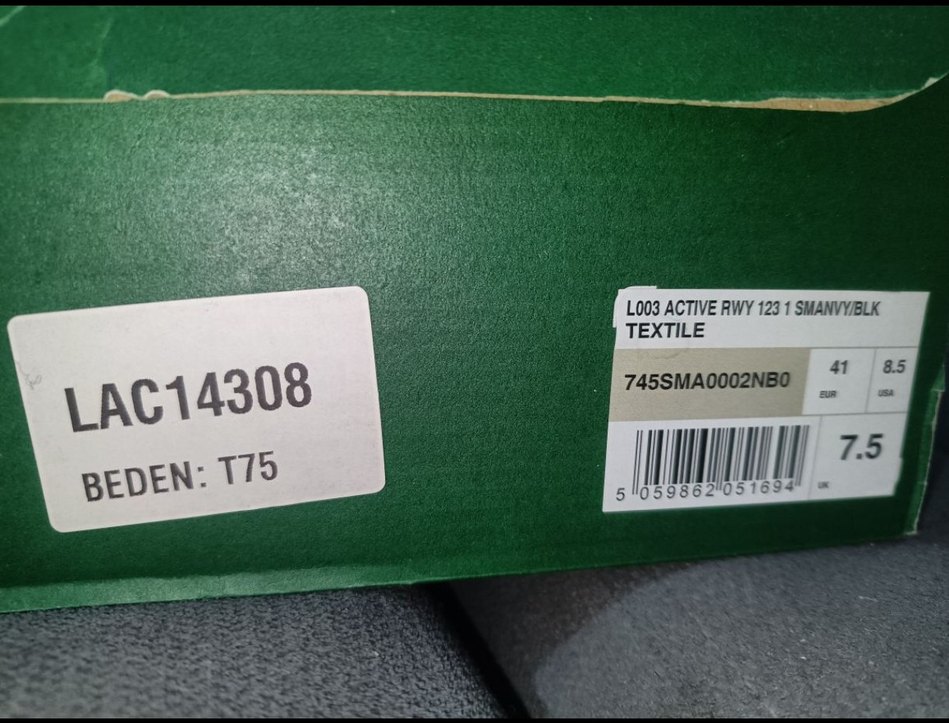 LAC14308
BEDEN: T75
L003 ACTIVE RWY 123 1 SMANVY/BLK
TEXTILE
745SMA0002NB0
41
EUR
8.5
USA
5 059862 051694
7.5
UK